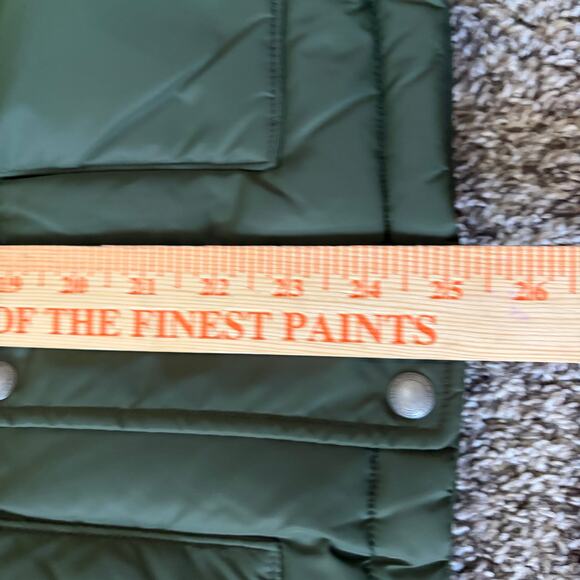 19 20 21 22 23 24 25 26
OF THE FINEST PAINTS